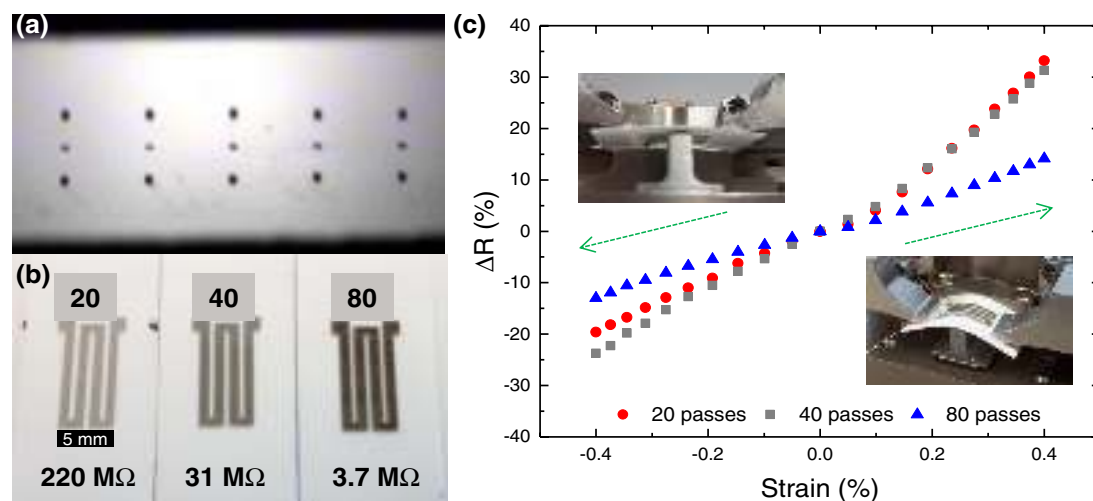 (a)
(b)
20
40
80
5 mm
220 MΩ
31 MΩ
3.7 MΩ
(c)
ΔR (%)
40
30
20
10
0
-10
-20
-30
-40
20 passes
40 passes
80 passes
-0.4
-0.2
0.0
0.2
0.4
Strain (%)